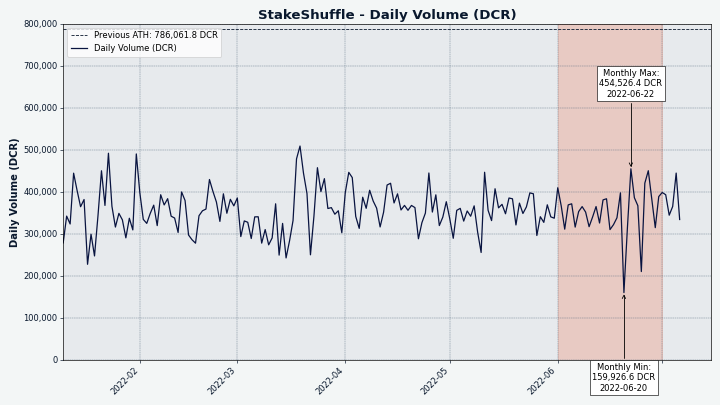 StakeShuffle - Daily Volume (DCR)
Previous ATH: 786,061.8 DCR
Daily Volume (DCR)
Daily Volume (DCR)
800,000
700,000
600,000
500,000
400,000
300,000
200,000
100,000
0
Monthly Max:
454,526.4 DCR
2022-06-22
Monthly Min:
159,926.6 DCR
2022-06-20
2022-02
2022-03
2022-04
2022-05
2022-06